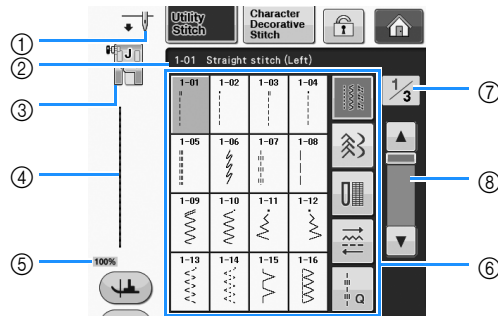 Utility
Stitch
Character
Decorative
Stitch
①
②
1-01 Straight stitch (Left)
J
③
1-01 1-02 1-03 1-04
1/3
⑦
1-05 1-06 1-07 1-08
④
⑧
1-09 1-10 1-11 1-12
⑤
100%
1-13 1-14 1-15 1-16
⑥
Q